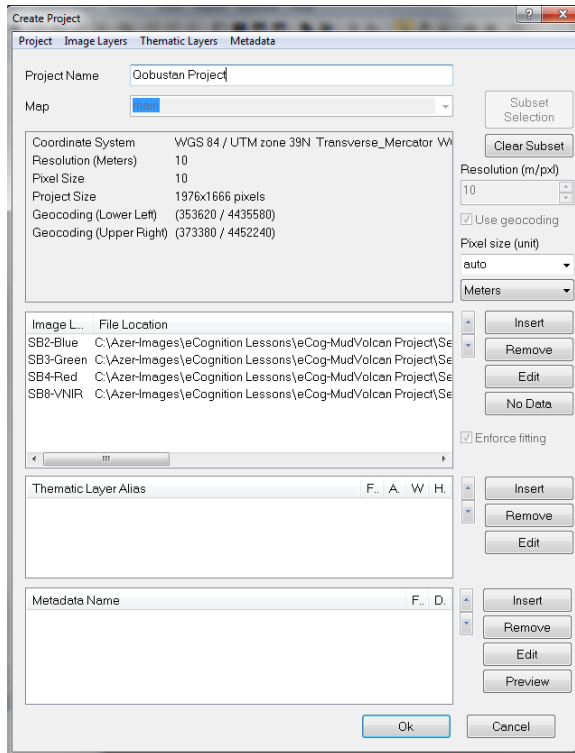 Create Project
Project Image Layers Thematic Layers Metadata
Project Name Qobustan Project
Map main
Subset Selection
Clear Subset
Coordinate System WGS 84 / UTM zone 39N Transverse_Mercator W
Resolution (Meters) 10
Pixel Size 10
Project Size 1976x1666 pixels
Geocoding (Lower Left) (353620 / 4435580)
Geocoding (Upper Right) (373380 / 4452240)
Resolution (m/pxl)
10
Use geocoding
Pixel size (unit)
auto
Meters
Image L... File Location
SB2-Blue C:\Azer-Images\eCognition Lessons\eCog-MudVolcan Project\Se
SB3-Green C:\Azer-Images\eCognition Lessons\eCog-MudVolcan Project\Se
SB4-Red C:\Azer-Images\eCognition Lessons\eCog-MudVolcan Project\Se
SB8-VNIR C:\Azer-Images\eCognition Lessons\eCog-MudVolcan Project\Se
Insert
Remove
Edit
No Data
Enforce fitting
Thematic Layer Alias F.. A. W H.
Insert
Remove
Edit
Metadata Name F.. D.
Insert
Remove
Edit
Preview
Ok Cancel